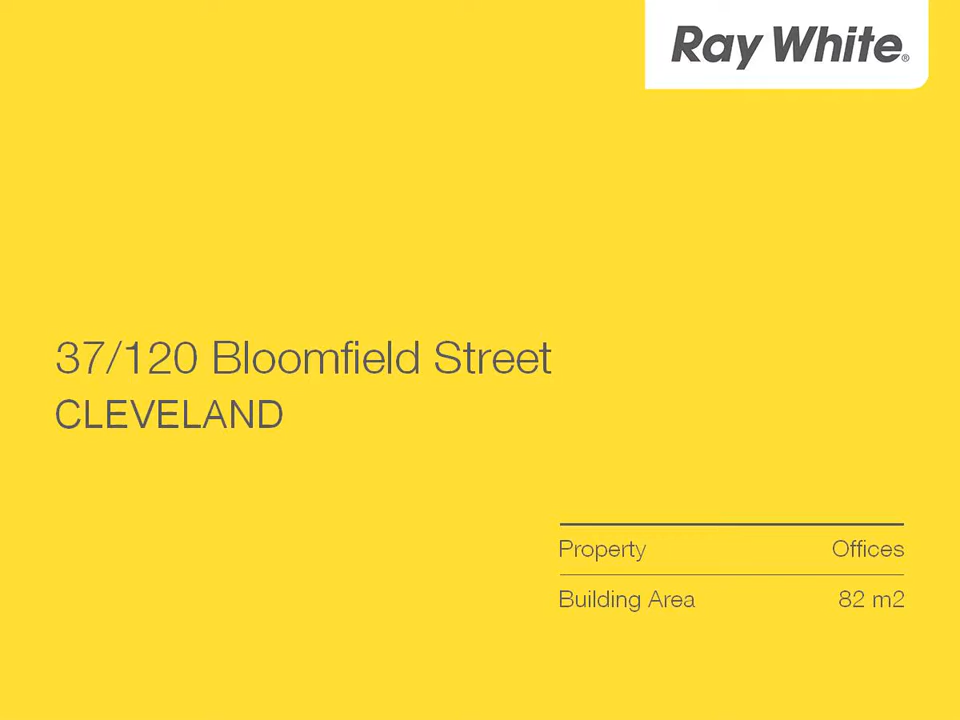 Ray White®
37/120 Bloomfield Street
CLEVELAND
Property Offices
Building Area 82 m2